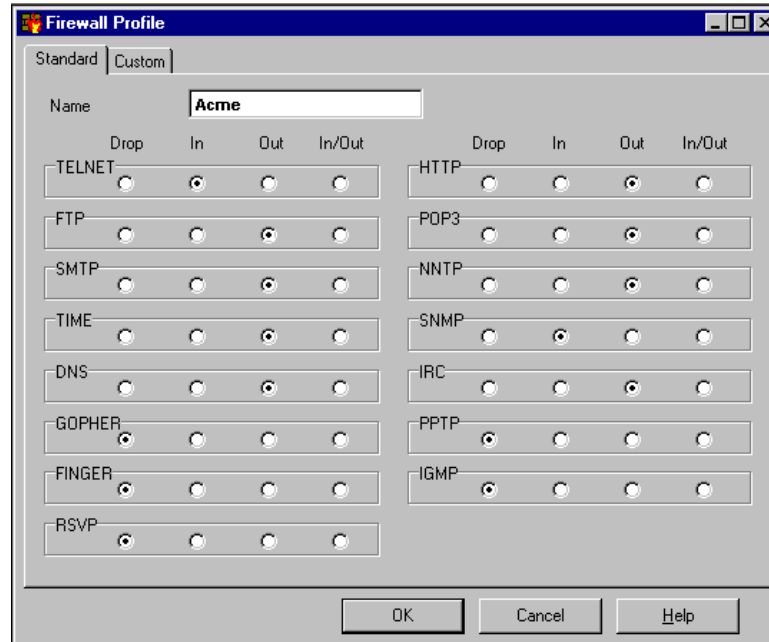 Firewall Profile
Standard Custom
Name Acme
Drop In Out In/Out Drop In Out In/Out
TELNET HTTP
FTP POP3
SMTP NNTP
TIME SNMP
DNS IRC
GOPHER PPTP
FINGER IGMP
RSVP
OK Cancel Help